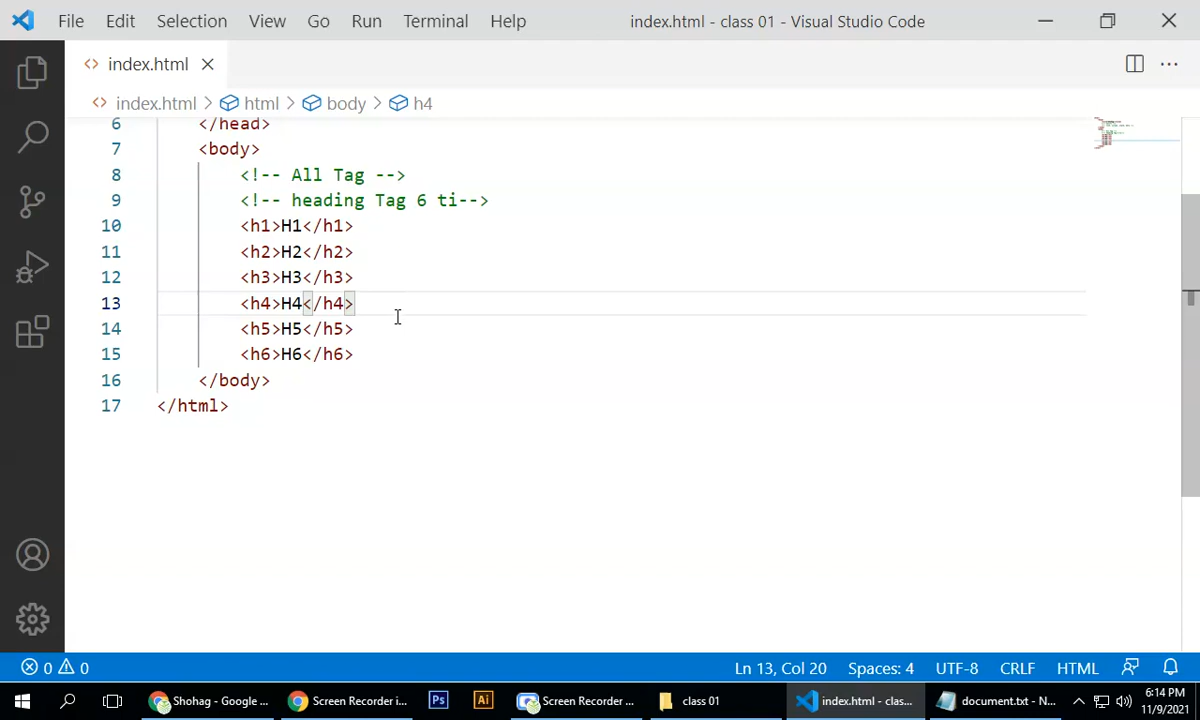 File Edit Selection View Go Run Terminal Help index.html - class 01 - Visual Studio Code
index.html
index.html > html > body > h4
6 </head>
7 <body>
8 <!-- All Tag -->
9 <!-- heading Tag 6 ti-->
10 <h1>H1</h1>
11 <h2>H2</h2>
12 <h3>H3</h3>
13 <h4>H4</h4>
14 <h5>H5</h5>
15 <h6>H6</h6>
16 </body>
17 </html>
0 0 Ln 13, Col 20 Spaces: 4 UTF-8 CRLF HTML
Shohag - Google ... Screen Recorder i... Ps Ai Screen Recorder ... class 01 index.html - clas... document.txt - N... 6:14 PM
11/9/2021